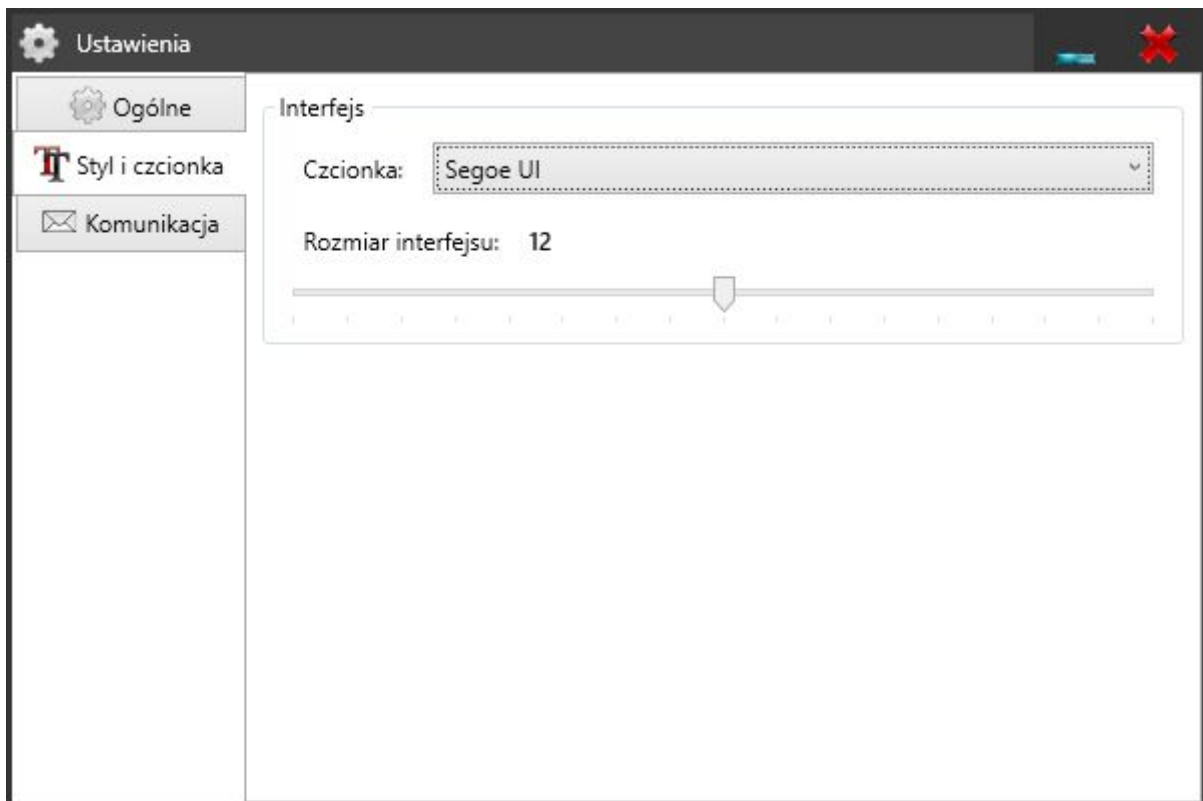 Ustawienia
Ogólne
Styl i czcionka
Komunikacja
Interfejs
Czcionka: Segoe UI
Rozmiar interfejsu: 12